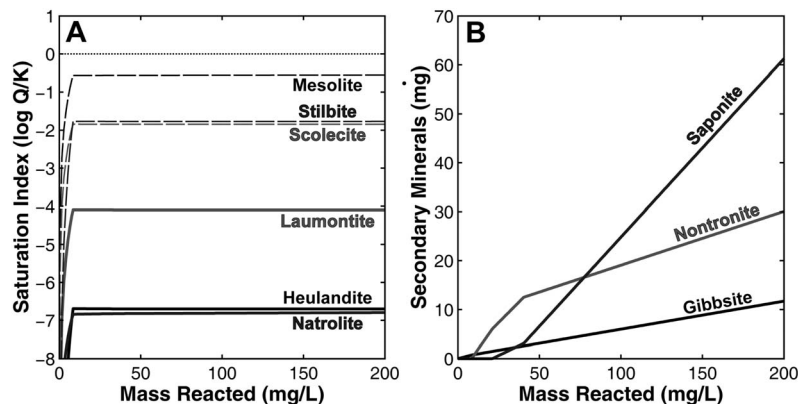 A
Saturation Index (log Q/K)
1
0
−1
−2
−3
−4
−5
−6
−7
−8
Mesolite
Stilbite
Scolecite
Laumontite
Heulandite
Natrolite
0 50 100 150 200
Mass Reacted (mg/L)
B
Secondary Minerals (mg)
70
60
50
40
30
20
10
0
Saponite
Nontronite
Gibbsite
0 50 100 150 200
Mass Reacted (mg/L)